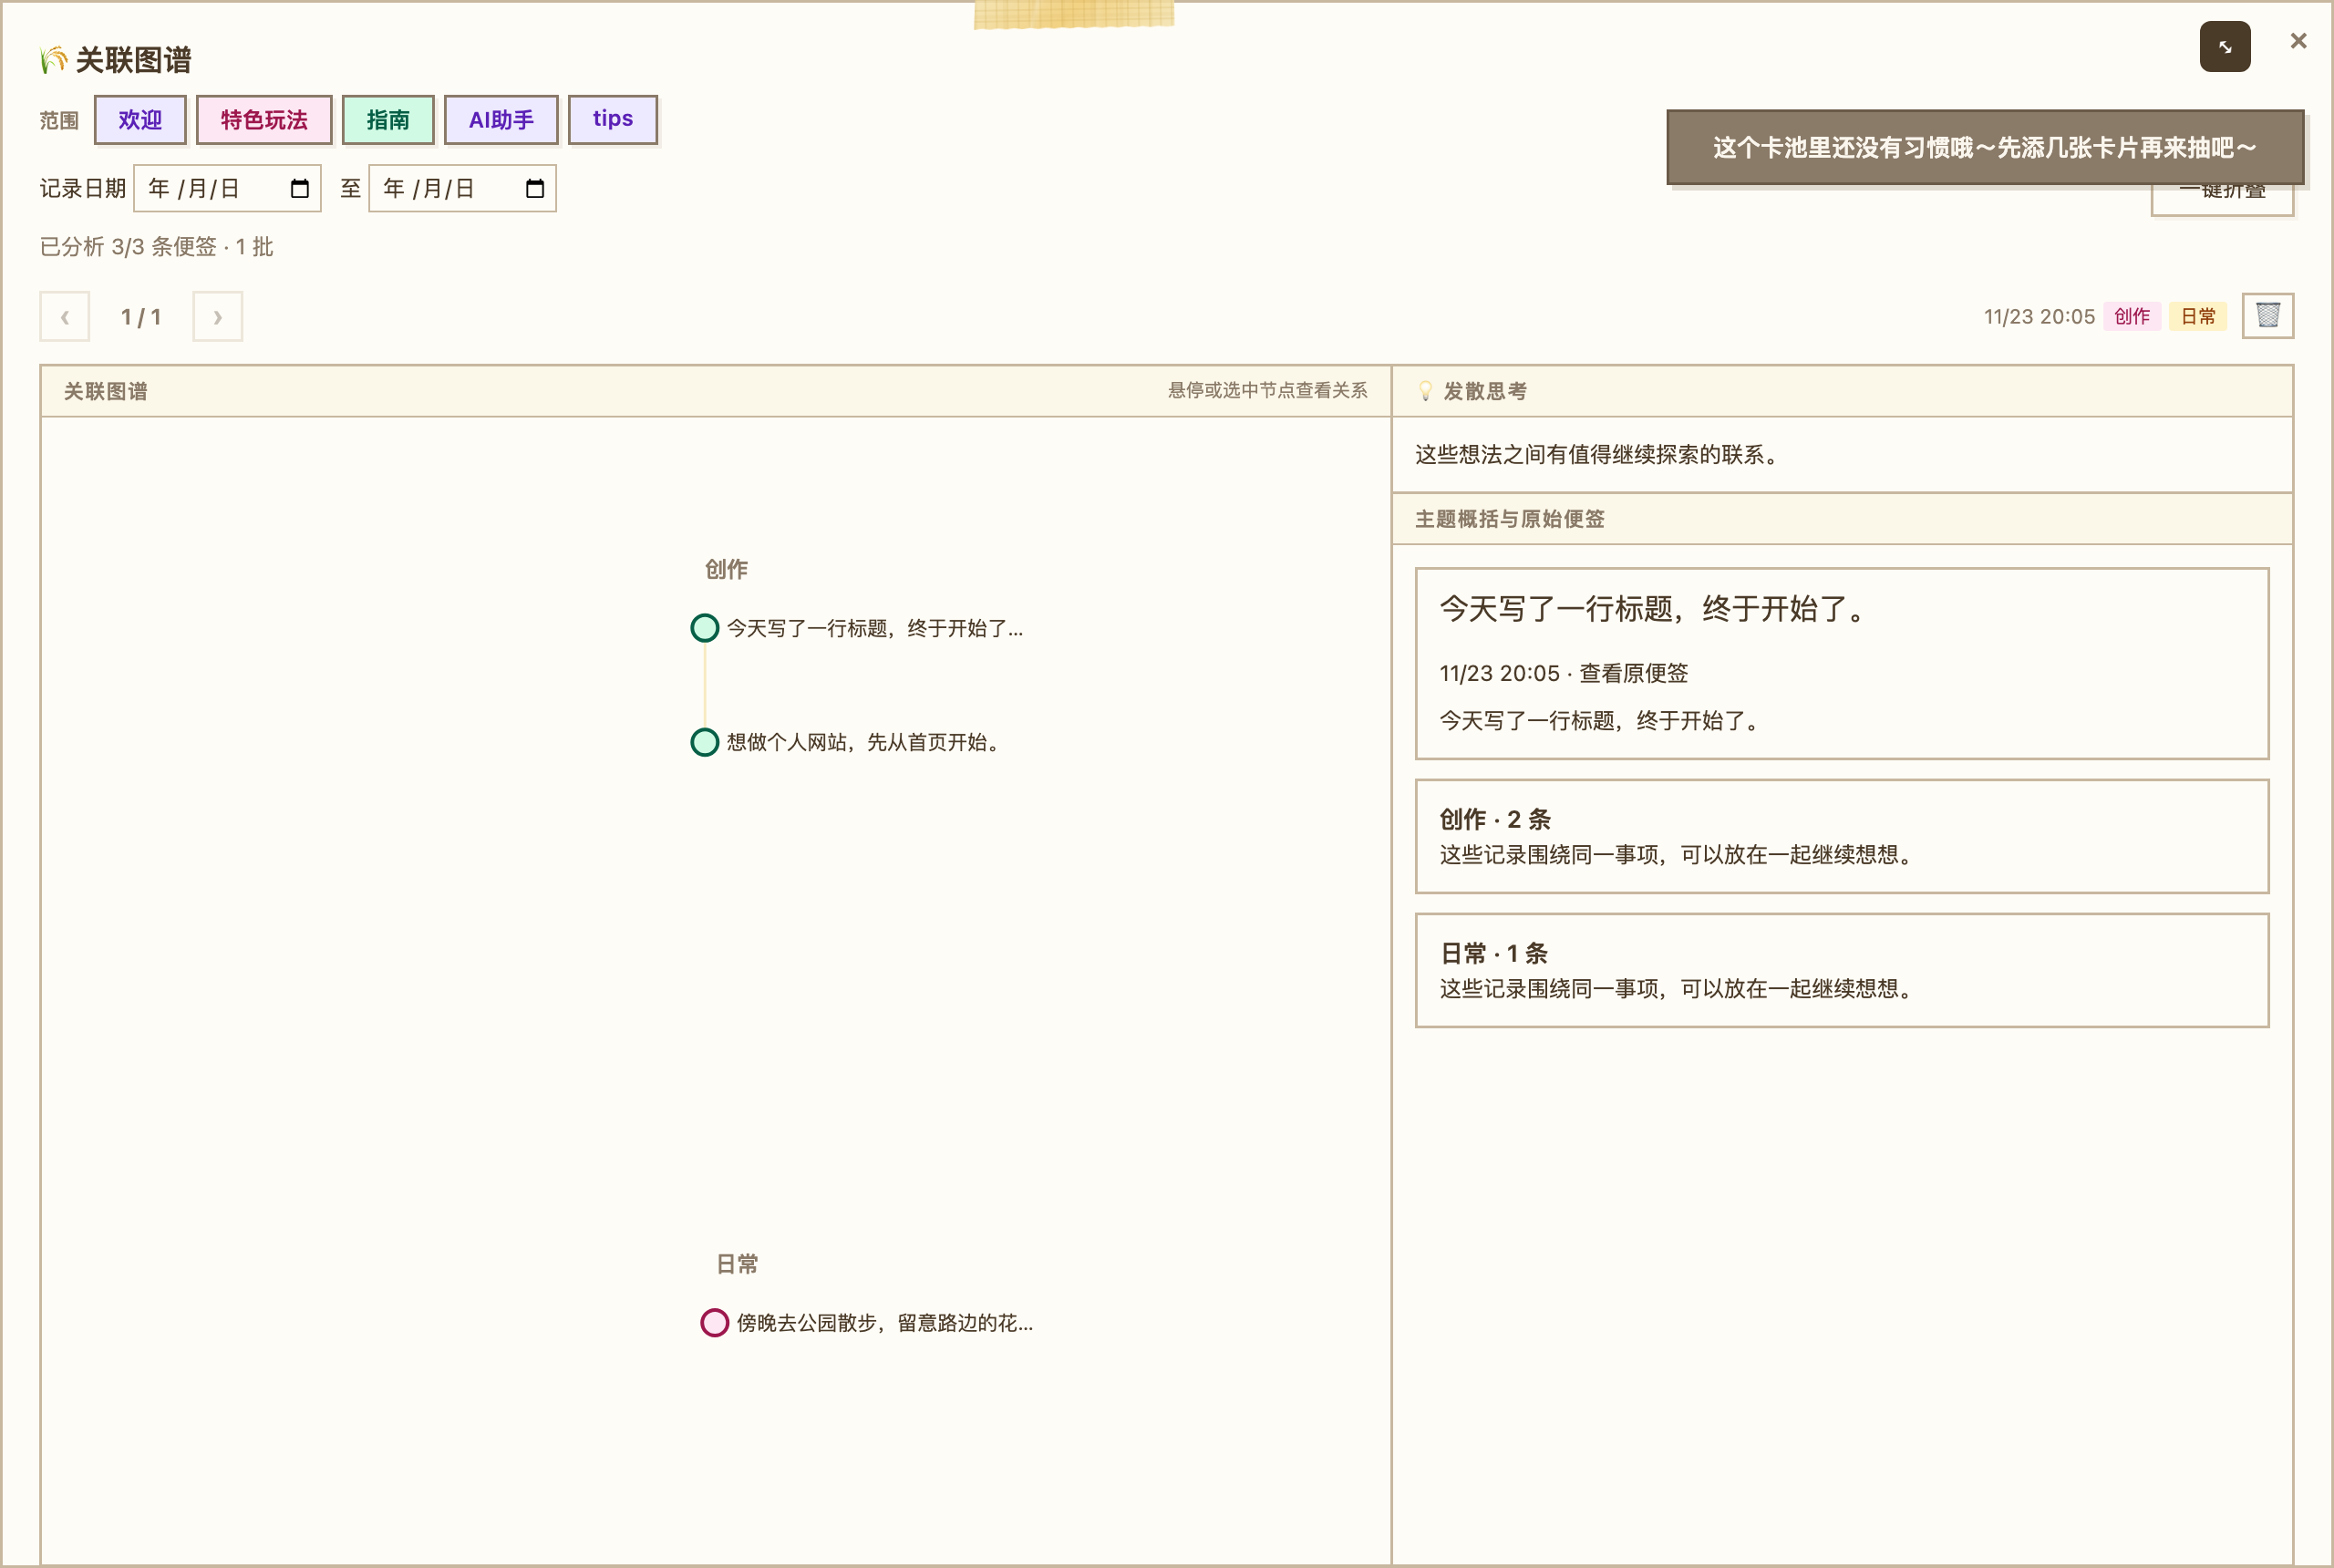 关联图谱
范围 欢迎 特色玩法 指南 AI助手 tips
这个卡池里还没有习惯哦～先添几张卡片再来抽吧～
记录日期 年 /月/日 至 年 /月/日
一键折叠
已分析 3/3 条便签 · 1 批
‹ 1 / 1 ›
11/23 20:05 创作 日常
关联图谱
悬停或选中节点查看关系
创作
今天写了一行标题，终于开始了...
想做个人网站，先从首页开始。
日常
傍晚去公园散步，留意路边的花...
发散思考
这些想法之间有值得继续探索的联系。
主题概括与原始便签
今天写了一行标题，终于开始了。
11/23 20:05 · 查看原便签
今天写了一行标题，终于开始了。
创作 · 2 条
这些记录围绕同一事项，可以放在一起继续想想。
日常 · 1 条
这些记录围绕同一事项，可以放在一起继续想想。